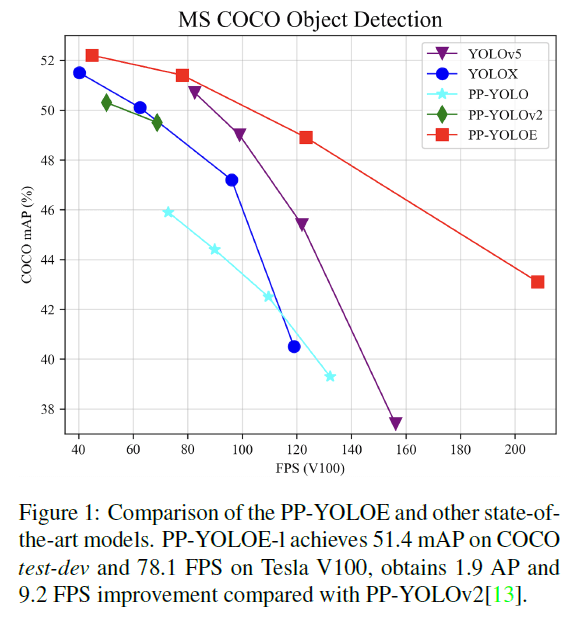 MS COCO Object Detection
YOLOv5
YOLOX
PP-YOLO
PP-YOLOv2
PP-YOLOE
COCO mAP (%)
52
50
48
46
44
42
40
38
40
60
80
100
120
140
160
180
200
FPS (V100)
Figure 1: Comparison of the PP-YOLOE and other state-of-
the-art models. PP-YOLOE-l achieves 51.4 mAP on COCO
test-dev and 78.1 FPS on Tesla V100, obtains 1.9 AP and
9.2 FPS improvement compared with PP-YOLOv2[13].